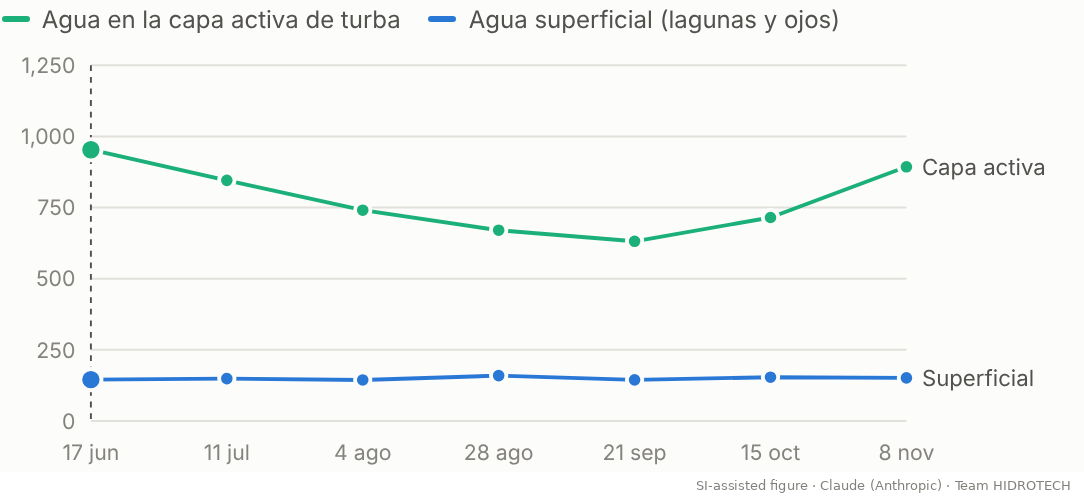 Agua en la capa activa de turba Agua superficial (lagunas y ojos)
1,250
1,000
Capa activa
750
500
250
Superficial
0
17 jun 11 jul 4 ago 28 ago 21 sep 15 oct 8 nov
SI-assisted figure · Claude (Anthropic) · Team HIDROTECH